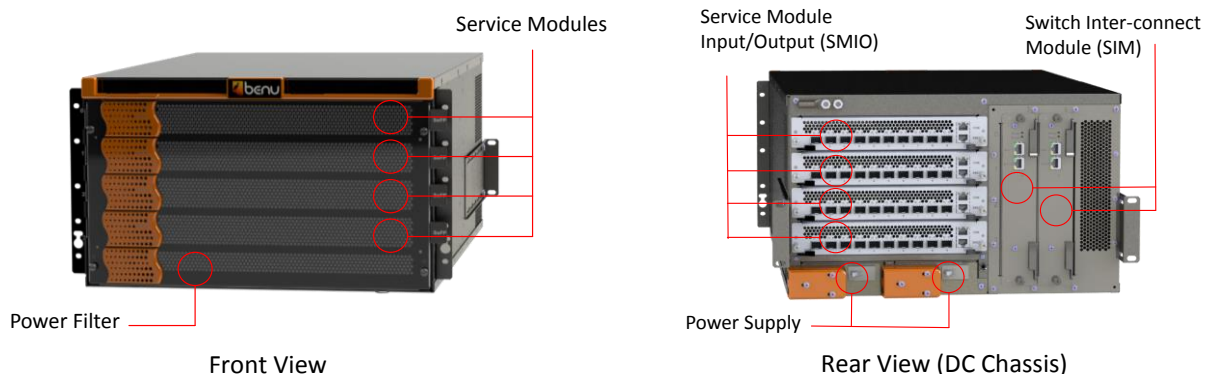 Service Modules
benu
Power Filter
Front View
Service Module
Input/Output (SMIO)
Switch Inter-connect
Module (SIM)
Power Supply
Rear View (DC Chassis)